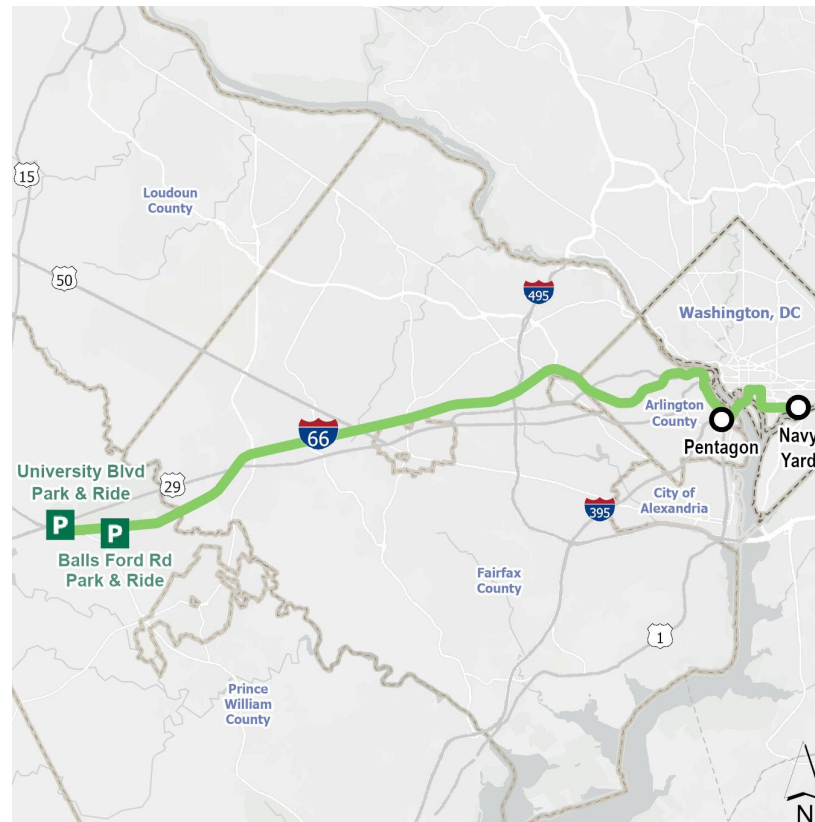 15
Loudoun
County
50
495
Washington, DC
66
Arlington
County
Pentagon
Navy
Yard
University Blvd
Park & Ride
29
P
P
Balls Ford Rd
Park & Ride
City of
Alexandria
395
Fairfax
County
1
Prince
William
County
N